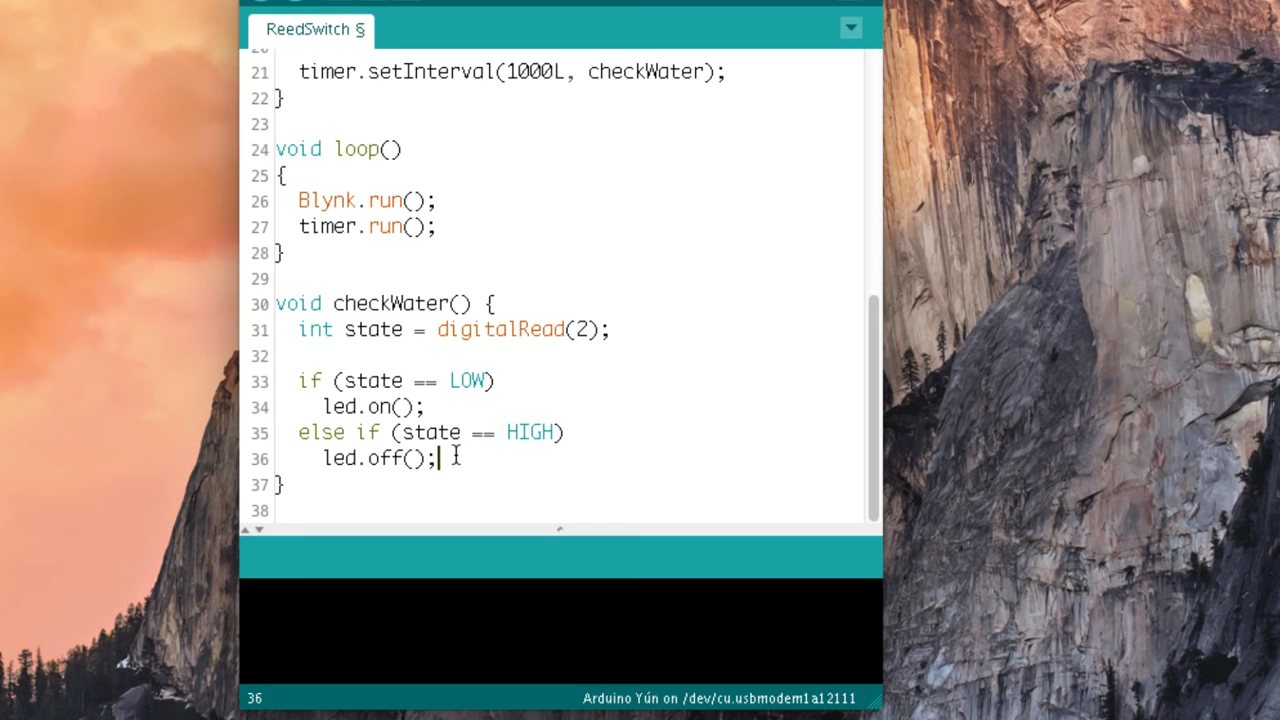 ReedSwitch §
21 timer.setInterval(1000L, checkWater);
22 }
23
24 void loop()
25 {
26 Blynk.run();
27 timer.run();
28 }
29
30 void checkWater() {
31 int state = digitalRead(2);
32
33 if (state == LOW)
34 led.on();
35 else if (state == HIGH)
36 led.off();
37 }
38
36 Arduino Yún on /dev/cu.usbmodem1a12111